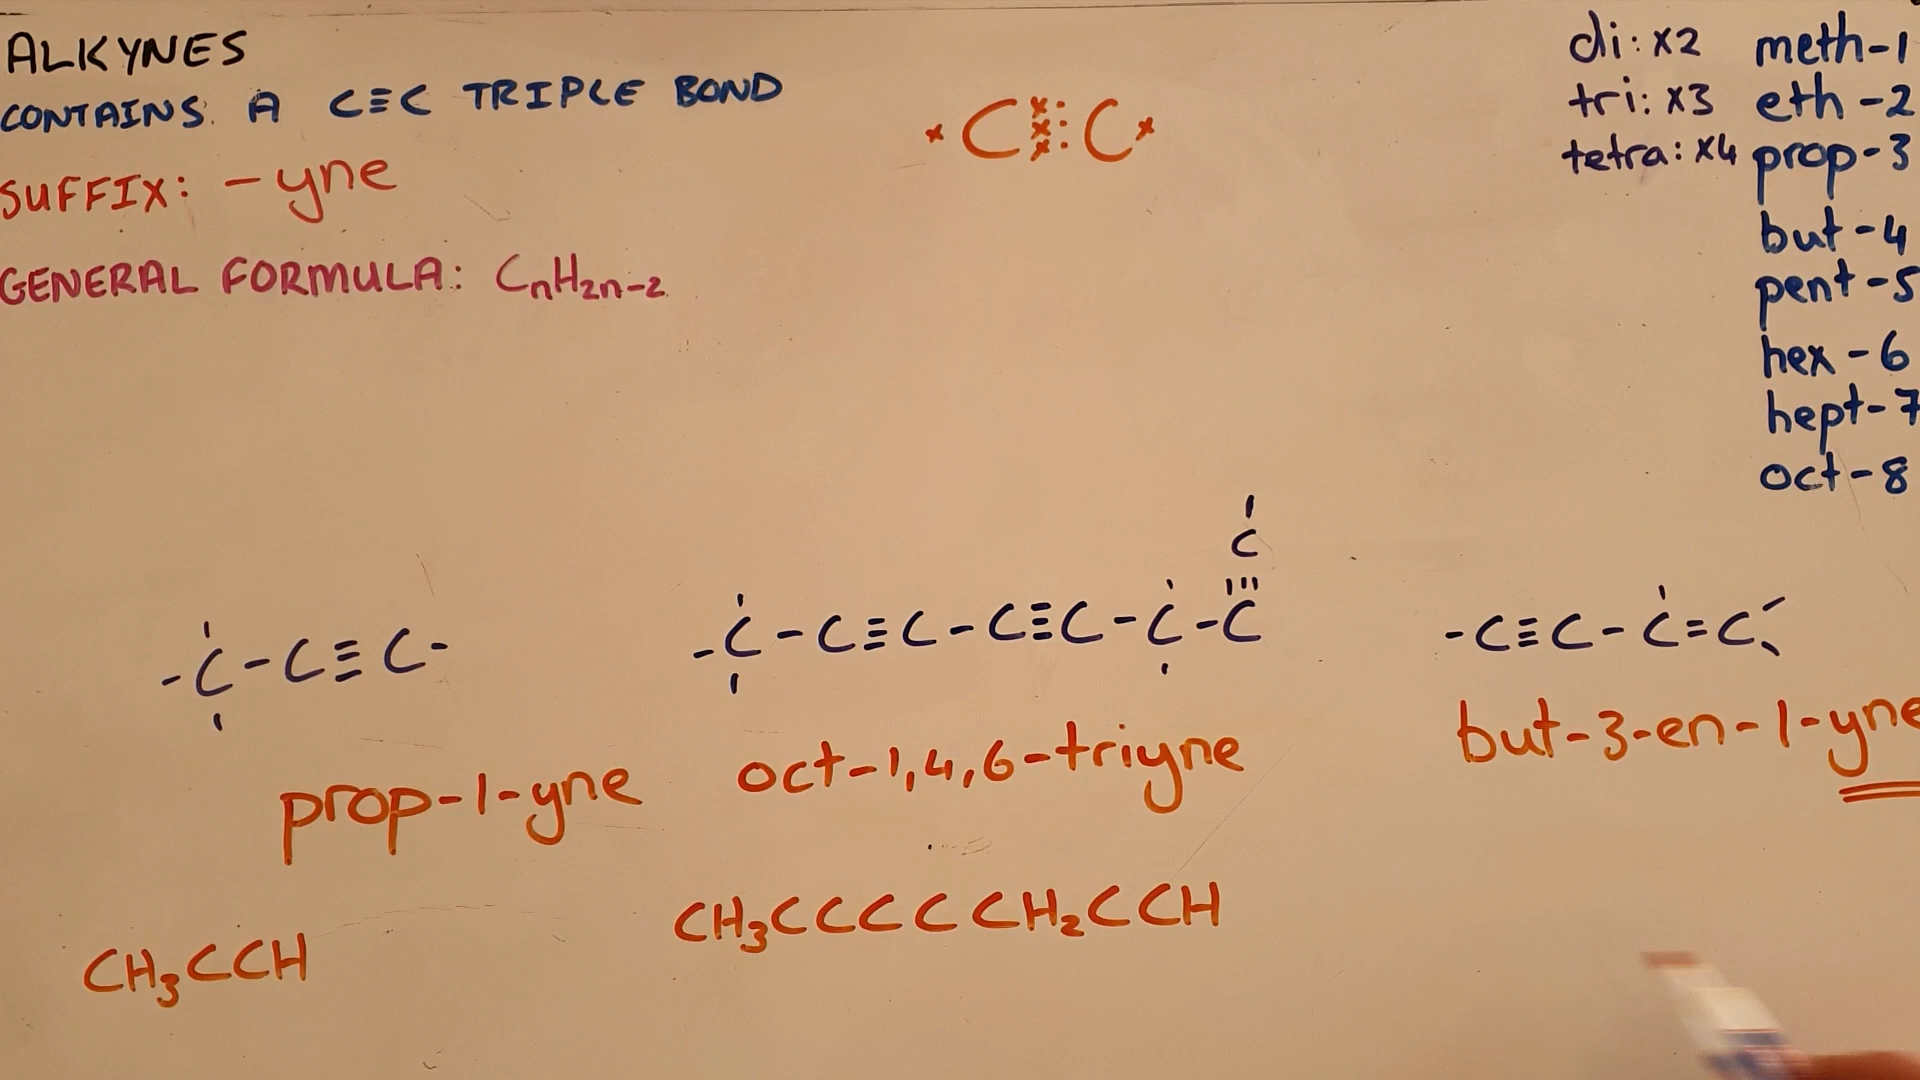 ALKYNES
CONTAINS A C≡C TRIPLE BOND
SUFFIX: -yne
GENERAL FORMULA: CnH2n-2
C C
di: x2
tri: x3
tetra: x4
meth-1
eth-2
prop-3
but-4
pent-5
hex-6
hept-7
oct-8
-C-C≡C-
prop-1-yne
CH3CCH
C
-C-C≡C-C≡C-C-C
oct-1,4,6-triyne
CH3CCCCCH2CCH
-C≡C-C=C
but-3-en-1-yne